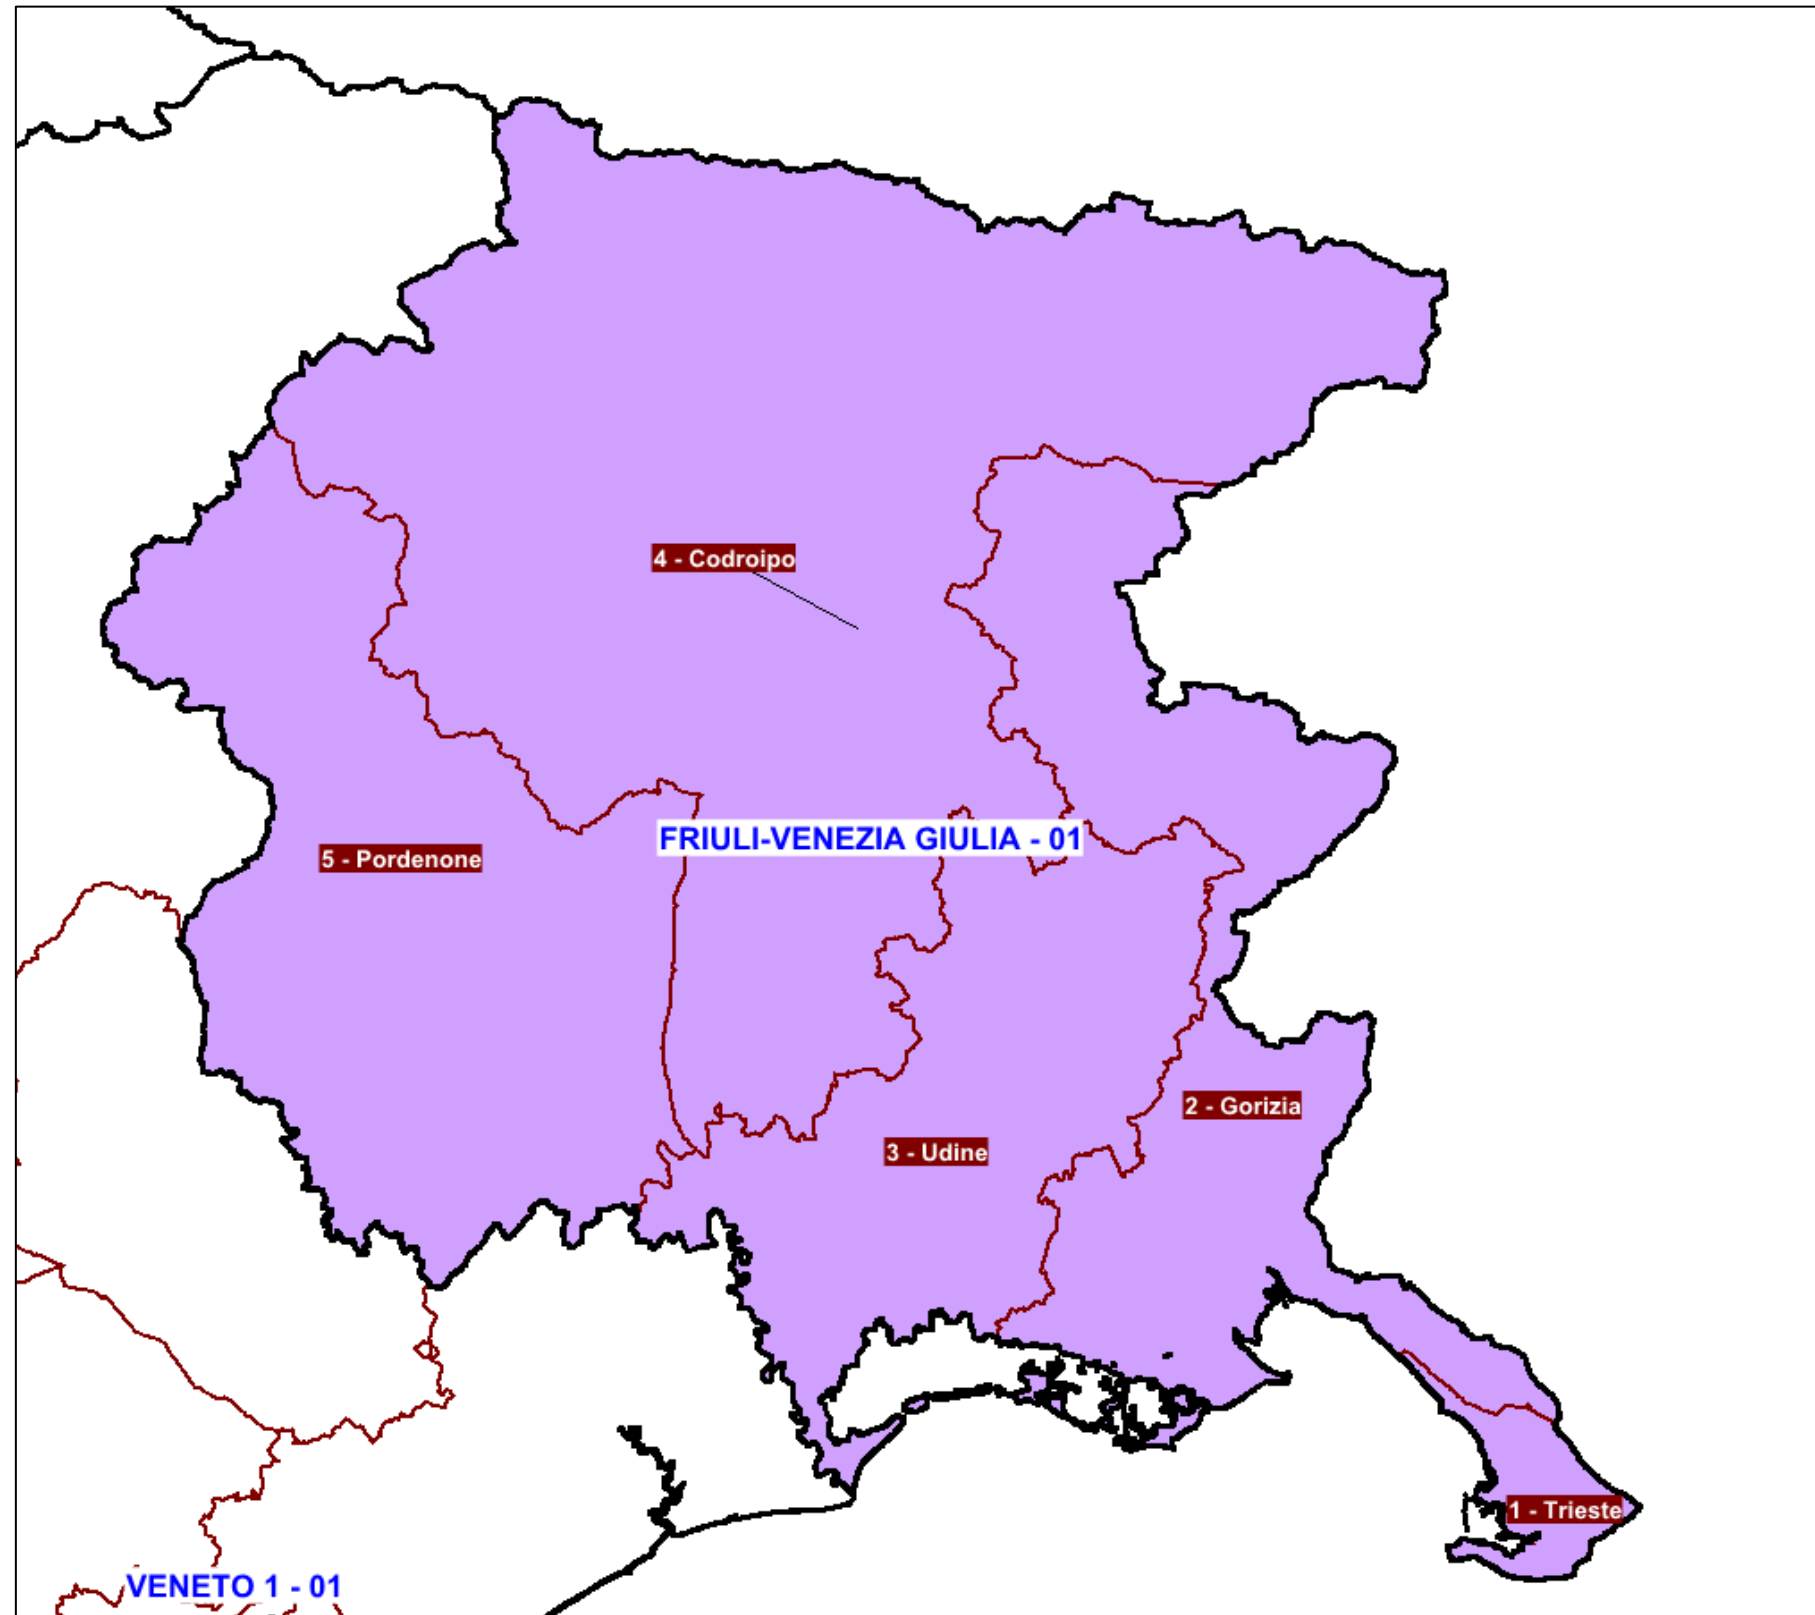 4 - Codroipo
FRIULI-VENEZIA GIULIA - 01
5 - Pordenone
2 - Gorizia
3 - Udine
1 - Trieste
VENETO 1 - 01